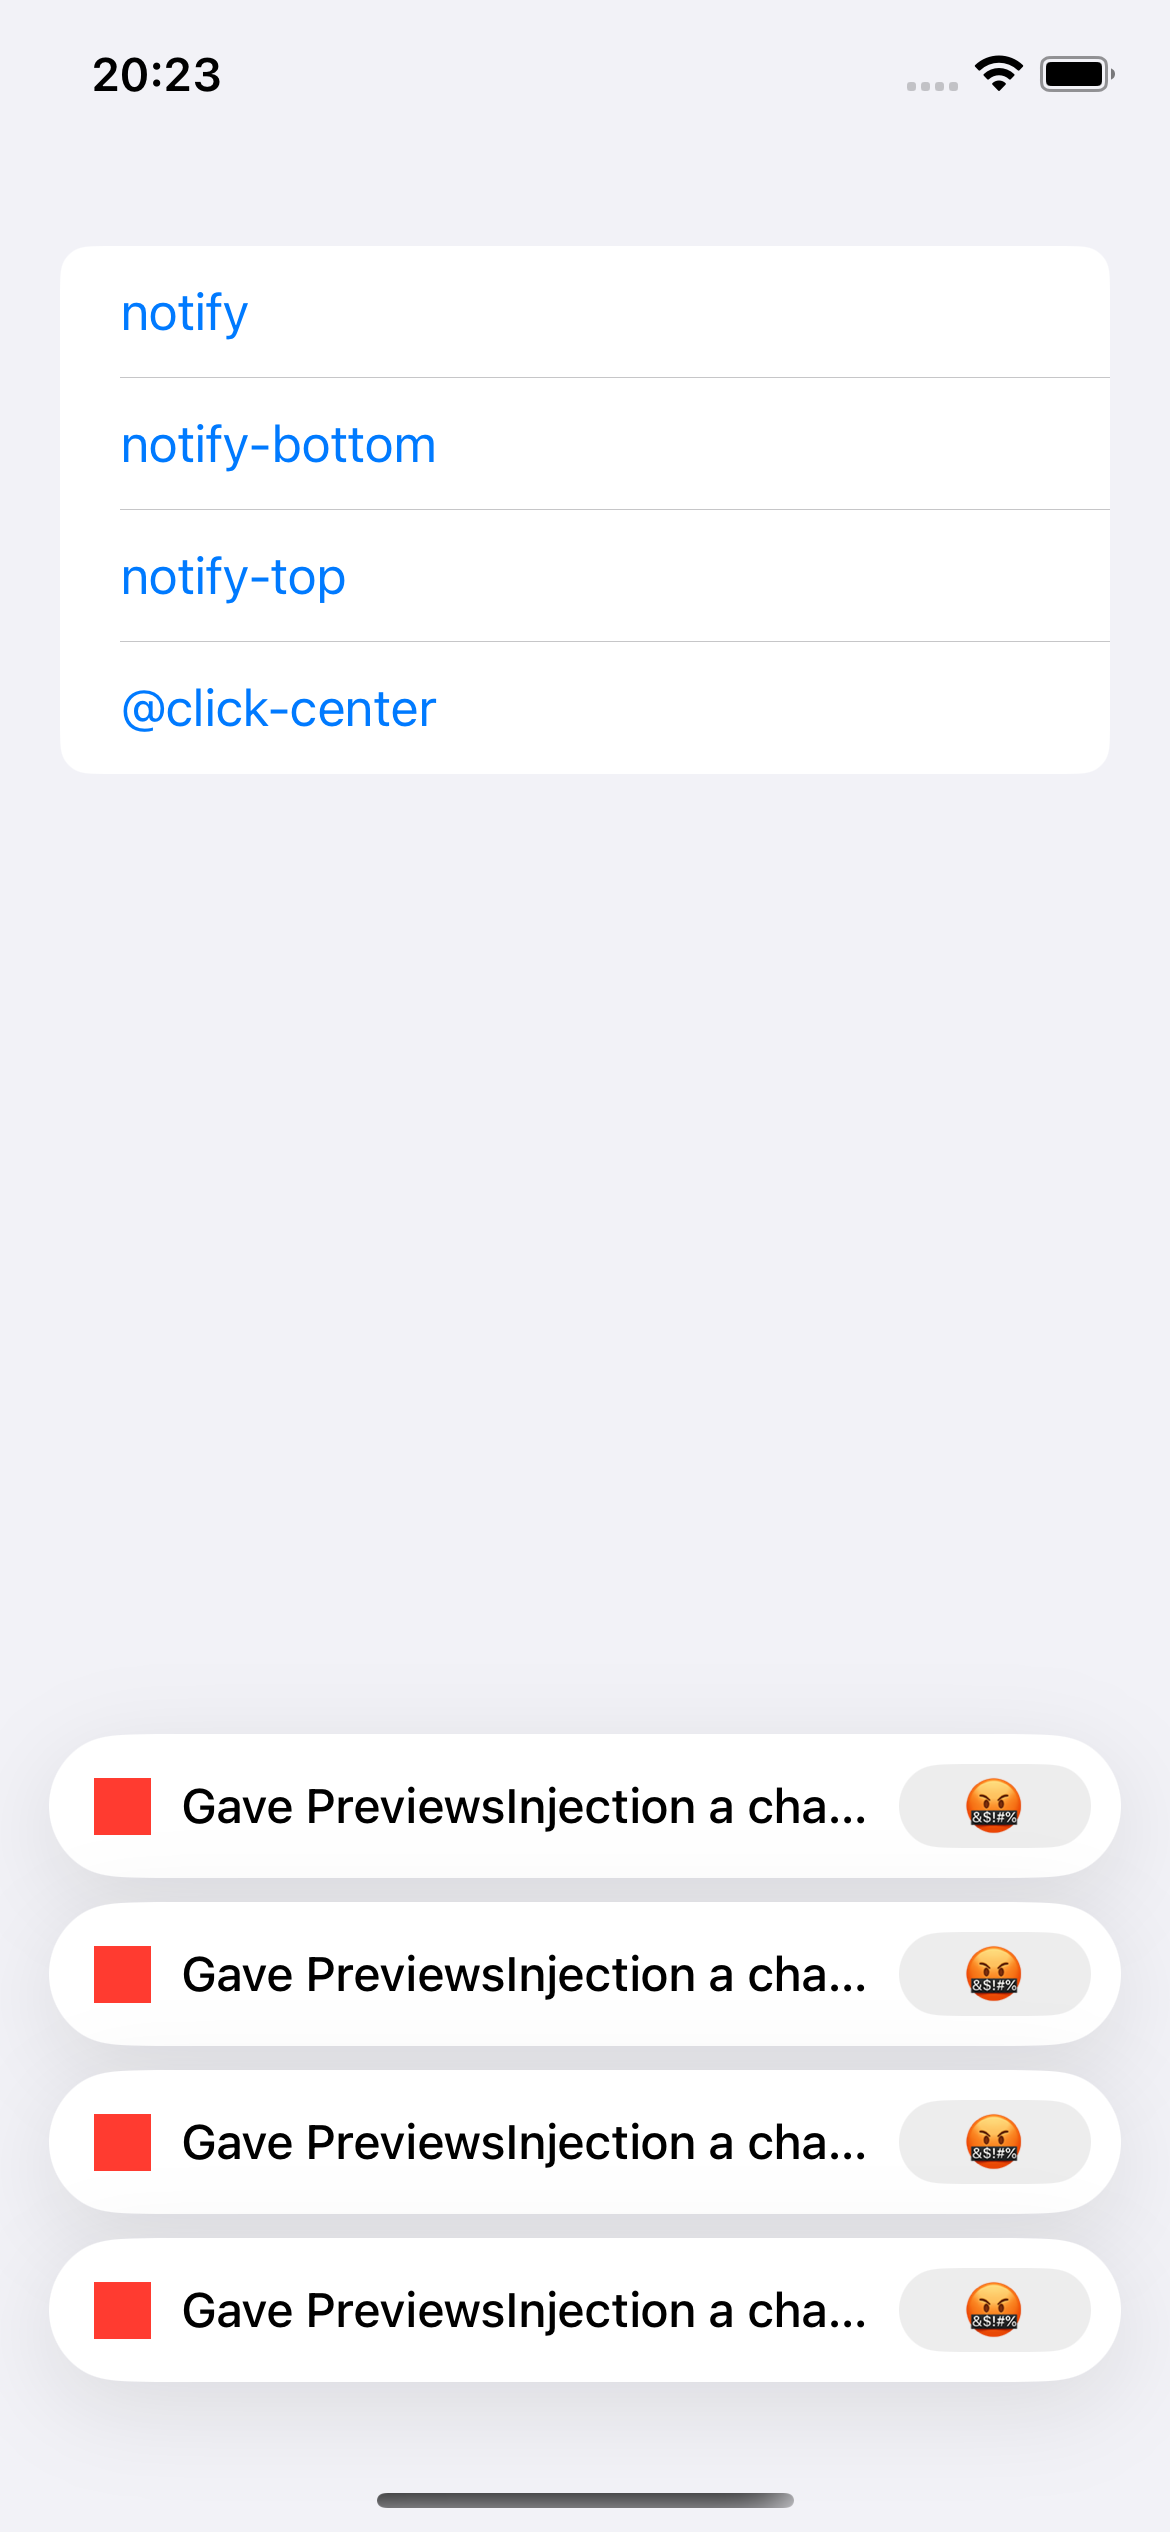 20:23
notify
notify-bottom
notify-top
@click-center
Gave PreviewsInjection a cha...
&$!#%
Gave PreviewsInjection a cha...
&$!#%
Gave PreviewsInjection a cha...
&$!#%
Gave PreviewsInjection a cha...
&$!#%